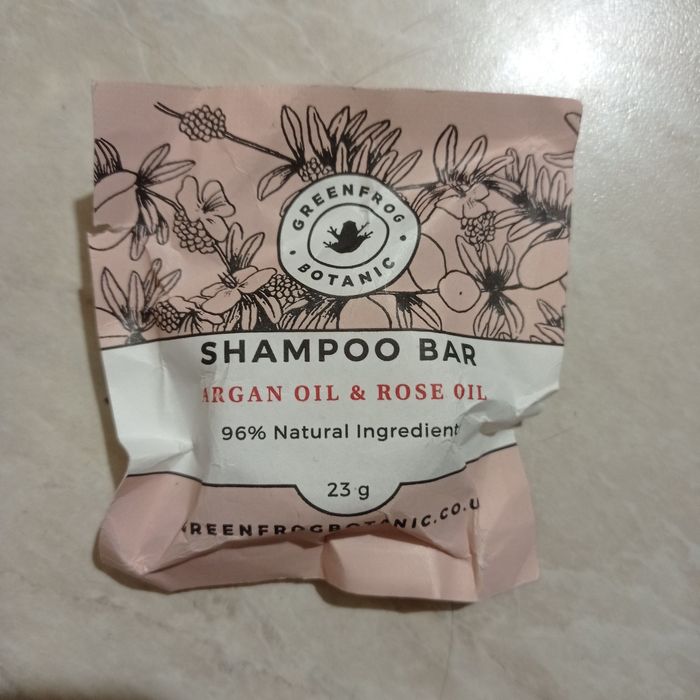 GREENFROG
BOTANIC
SHAMPOO BAR
ARGAN OIL & ROSE OIL
96% Natural Ingredient
23 g
REENFROGBOTANIC.CO.U